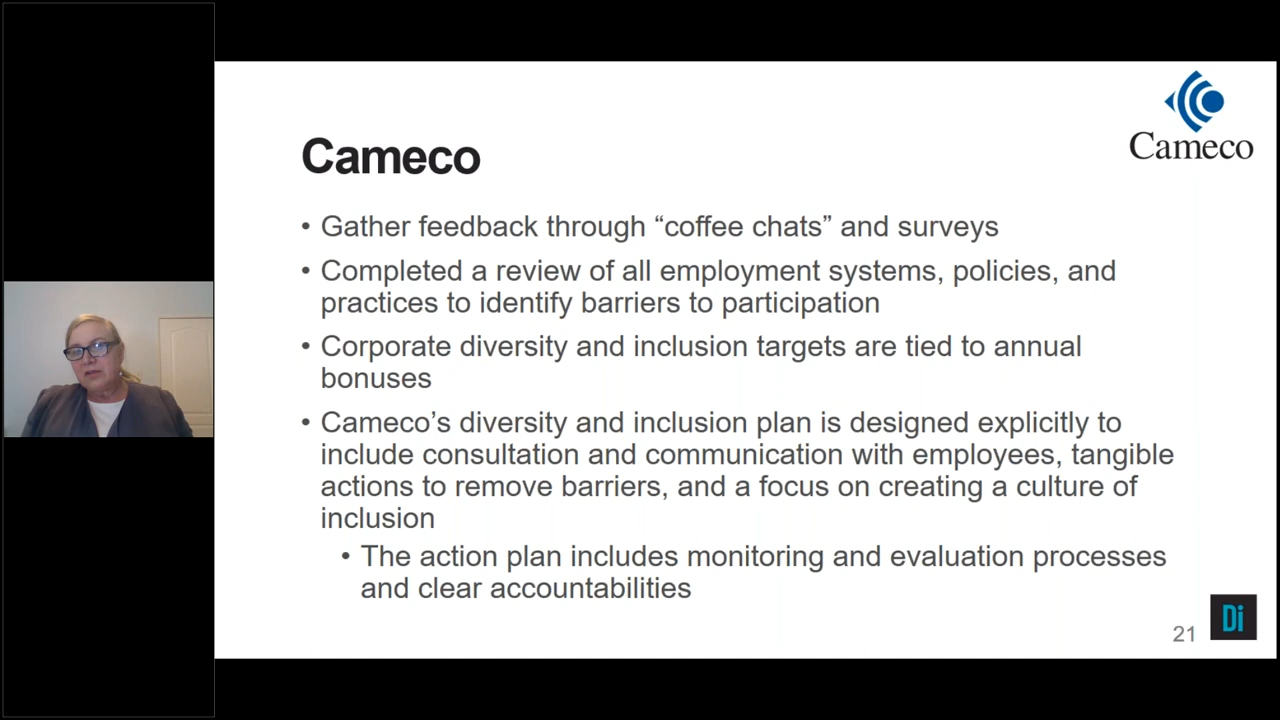 Cameco
Cameco
• Gather feedback through “coffee chats” and surveys
• Completed a review of all employment systems, policies, and
practices to identify barriers to participation
• Corporate diversity and inclusion targets are tied to annual
bonuses
• Cameco’s diversity and inclusion plan is designed explicitly to
include consultation and communication with employees, tangible
actions to remove barriers, and a focus on creating a culture of
inclusion
• The action plan includes monitoring and evaluation processes
and clear accountabilities
21
Di